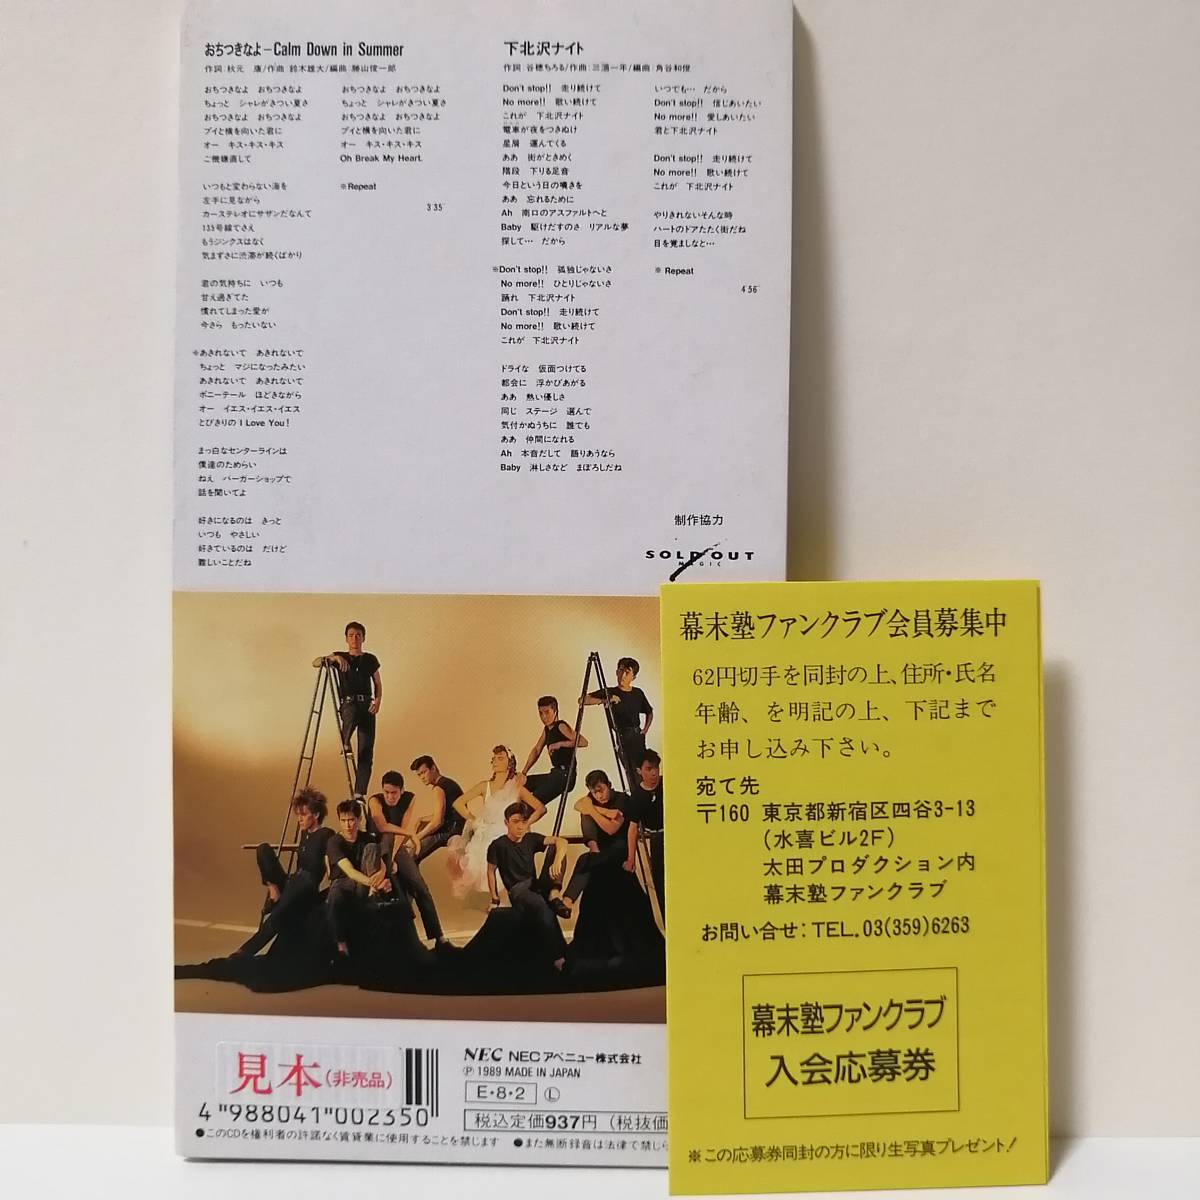 おちつきなよ–Calm Down in Summer
作詞:秋元 康/作曲:鈴木雄大/編曲:勝山俊一郎
おちつきなよ おちつきなよ
ちょっと シャレがきつい夏さ
おちつきなよ おちつきなよ
プイと横を向いた君に
オー キス・キス・キス
ご機嫌直して
いつもと変わらない海を
左手に見ながら
カーステレオにサザンだなんて
135号線でさえ
もうジンクスはなく
気まずさに渋滞が続くばかり
君の気持ちに いつも
甘え過ぎてた
慣れてしまった愛が
今さら もったいない
※あきれないで あきれないで
ちょっと マジになったみたい
あきれないで あきれないで
ポニーテール ほどきながら
オー イエス・イエス・イエス
とびきりの I Love You!
まっ白なセンターラインは
僕達のためらい
ねえ バーガーショップで
話を聞いてよ
好きになるのは きっと
いつも やさしい
好きでいるのは だけど
難しいことだね
おちつきなよ おちつきなよ
ちょっと シャレがきつい夏さ
おちつきなよ おちつきなよ
プイと横を向いた君に
オー キス・キス・キス
Oh Break My Heart.
※Repeat
3'35"
下北沢ナイト
作詞:谷穂ちろる/作曲:三浦一年/編曲:角谷和俊
Don't stop!! 走り続けて
No more!! 歌い続けて
これが 下北沢ナイト
電車が夜をつきぬけ
星屑 運んでくる
ああ 街がときめく
階段 下りる足音
今日という日の嘆きを
ああ 忘れるために
Ah 南口のアスファルトへと
Baby 駆けだすのさ リアルな夢
探して… だから
※Don't stop!! 孤独じゃないさ
No more!! ひとりじゃないさ
踊れ 下北沢ナイト
Don't stop!! 走り続けて
No more!! 歌い続けて
これが 下北沢ナイト
ドライな 仮面つけてる
都会に 浮かびあがる
ああ 熱い優しさ
同じ ステージ 選んで
気付かぬうちに 誰でも
ああ 仲間になれる
Ah 本音だして 語りあうなら
Baby 淋しさなど まぼろしだね
いつでも… だから
Don't stop!! 信じあいたい
No more!! 愛しあいたい
君と下北沢ナイト
Don't stop!! 走り続けて
No more!! 歌い続けて
これが 下北沢ナイト
やりきれないそんな時
ハートのドアたたく街だね
目を覚ましなと…
※ Repeat
4'56"
制作協力
SOLD OUT
MAGIC
見本(非売品)
4"988041"002350"
NEC NECアベニュー株式会社
Ⓟ1989 MADE IN JAPAN
E・8・2 Ⓛ
税込定価937円(税抜価
●このCDを権利者の許諾なく賃貸業に使用することを禁じます ●また無断録音は法律で禁じら
幕末塾ファンクラブ会員募集中
62円切手を同封の上、住所・氏名
年齢、を明記の上、下記まで
お申し込み下さい。
宛て先
〒160 東京都新宿区四谷3-13
(水喜ビル2F)
太田プロダクション内
幕末塾ファンクラブ
お問い合せ:TEL.03(359)6263
幕末塾ファンクラブ
入会応募券
※この応募券同封の方に限り生写真プレゼント!